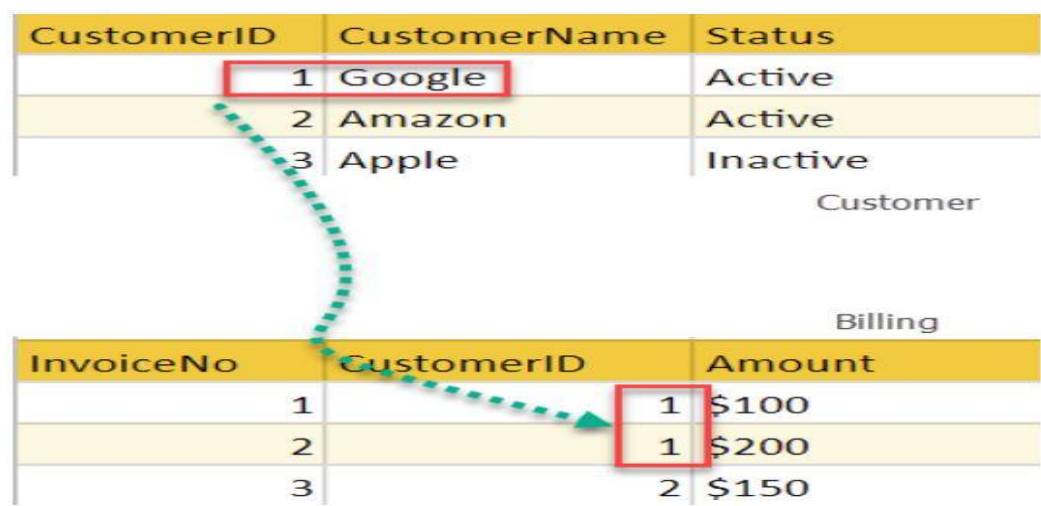 CustomerID CustomerName Status
1 Google Active
2 Amazon Active
3 Apple Inactive
Customer
Billing
InvoiceNo CustomerID Amount
1 1 $100
2 1 $200
3 2 $150